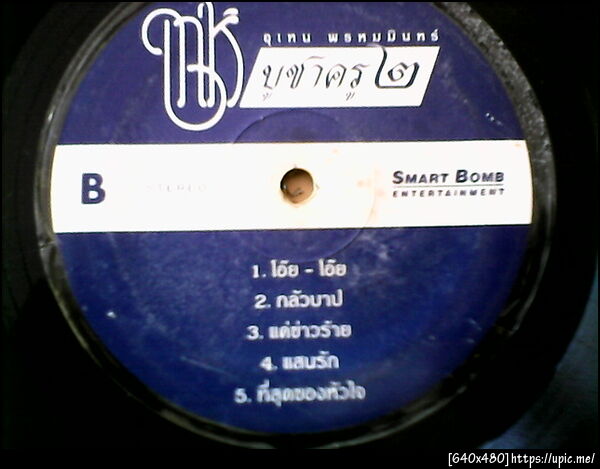 อุเทน พรหมมินทร์
บูชาครู ๒
B
STEREO
SMART BOMB
ENTERTAINMENT
1. โอ๊ย - โอ๊ย
2. กลัวบาป
3. แค่ข่าวร้าย
4. แสนรัก
5. ที่สุดของหัวใจ
[640x480]https://upic.me/